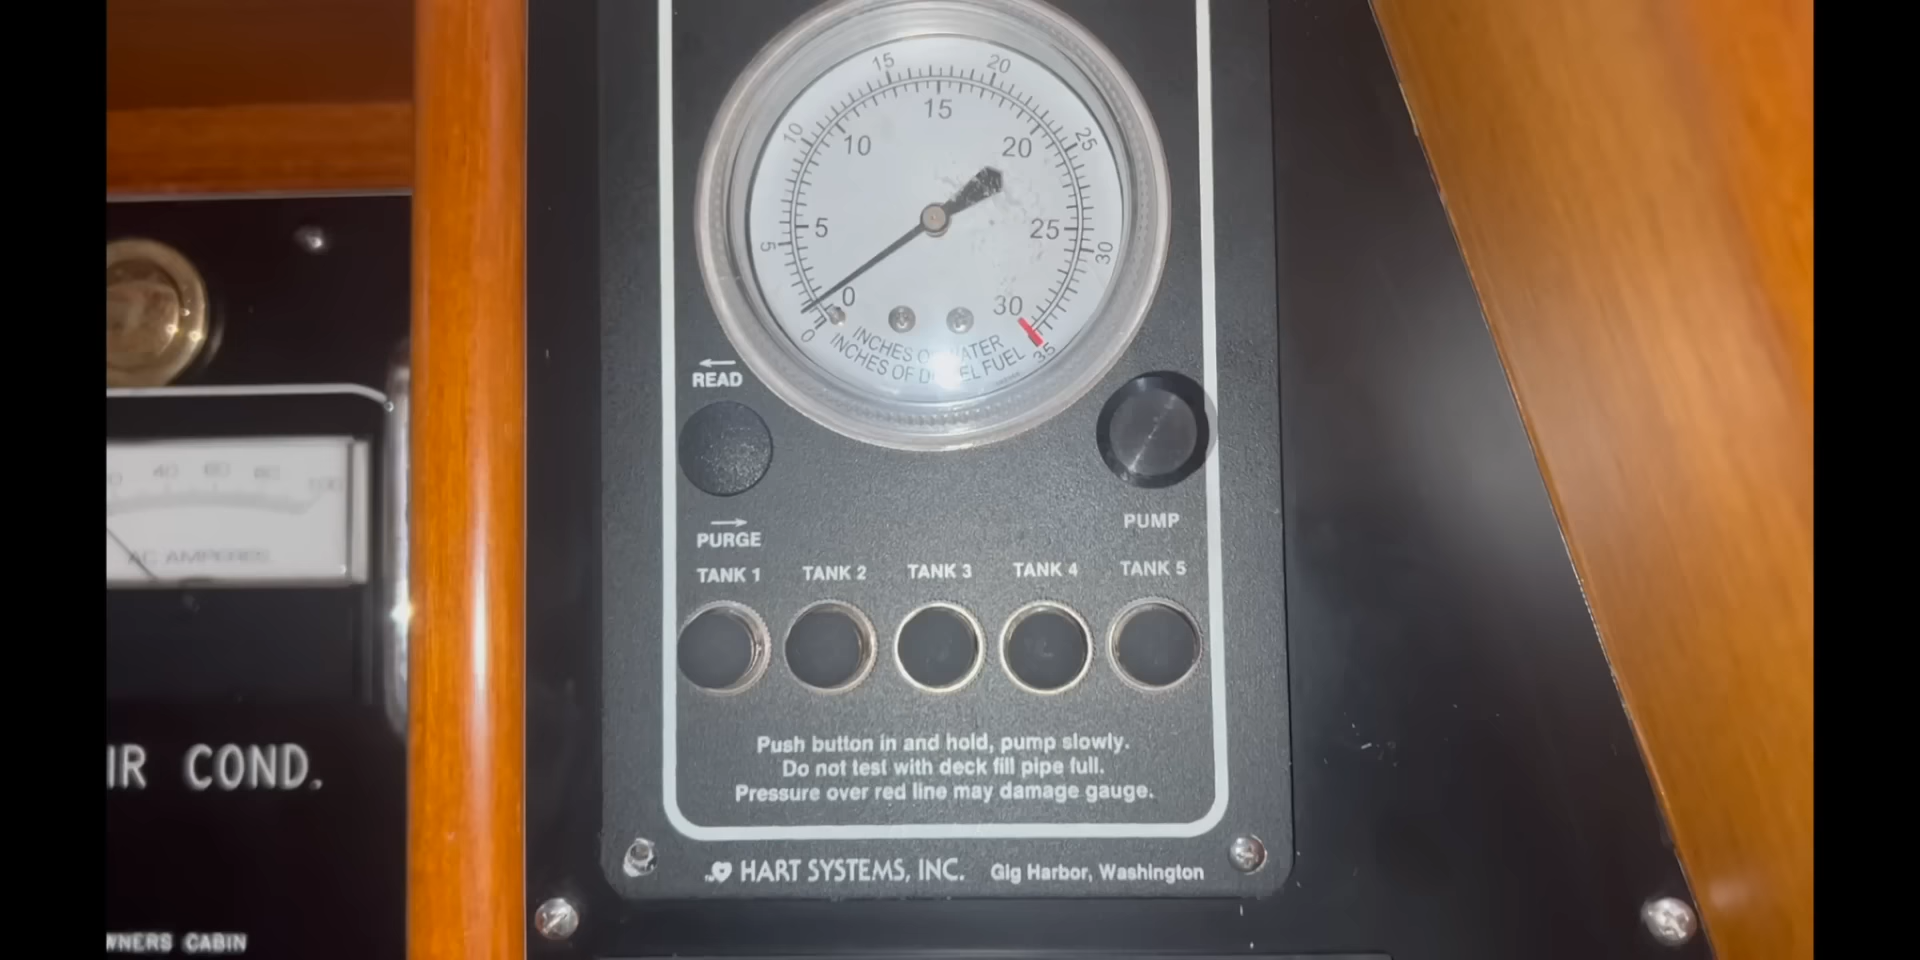 15 20
15
10 25
10 20
5 25
5 30
0 30
0 35
INCHES OF WATER
INCHES OF DIESEL FUEL
READ
PURGE
PUMP
TANK 1 TANK 2 TANK 3 TANK 4 TANK 5
Push button in and hold, pump slowly.
Do not test with deck fill pipe full.
Pressure over red line may damage gauge.
HART SYSTEMS, INC. Gig Harbor, Washington
40 60 80 100
AC AMPERES
IR COND.
WNERS CABIN